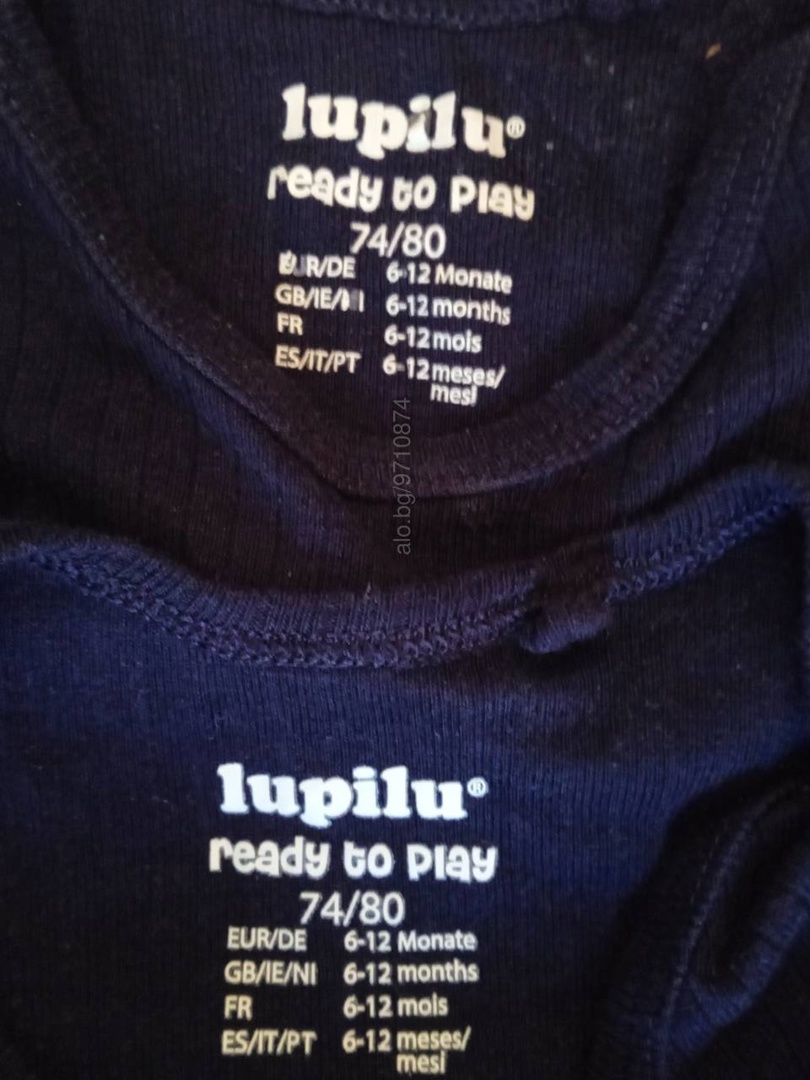 lupilu®
ready to play
74/80
EUR/DE 6-12 Monate
GB/IE/NI 6-12 months
FR 6-12 mois
ES/IT/PT 6-12 meses/
mesi
alo.bg/9710874
lupilu®
ready to play
74/80
EUR/DE 6-12 Monate
GB/IE/NI 6-12 months
FR 6-12 mois
ES/IT/PT 6-12 meses/
mesi